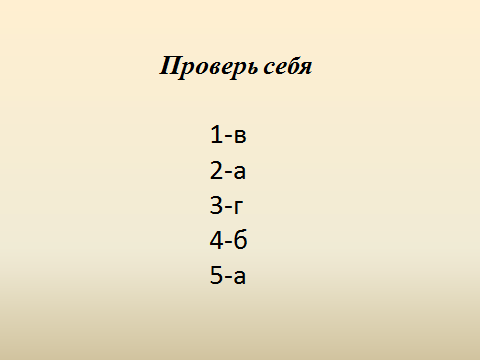 Проверь себя
1-в
2-а
3-г
4-б
5-а